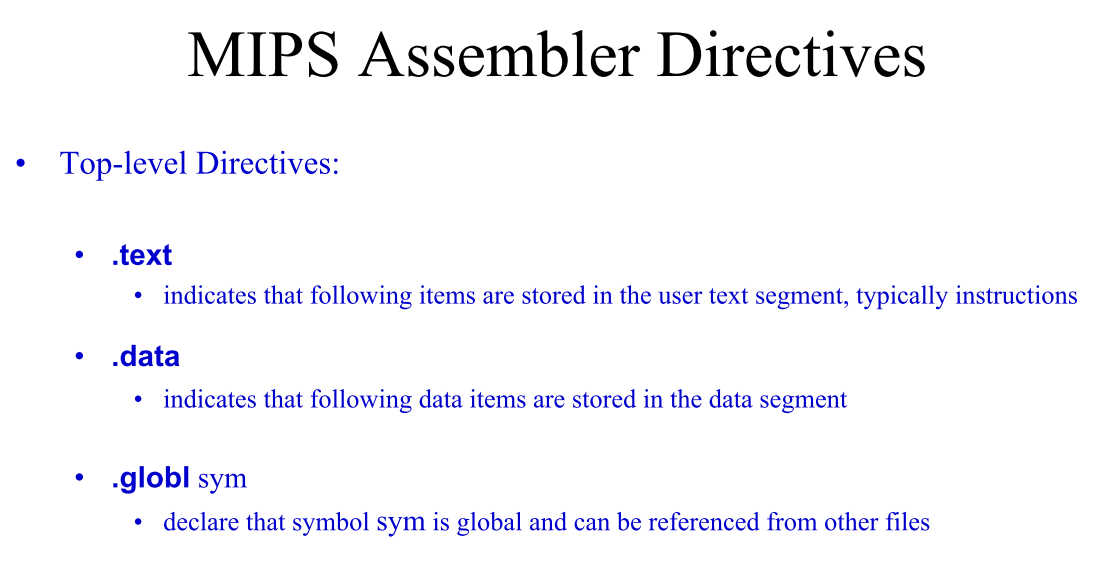 MIPS Assembler Directives
• Top-level Directives:
• .text
• indicates that following items are stored in the user text segment, typically instructions
• .data
• indicates that following data items are stored in the data segment
• .globl sym
• declare that symbol sym is global and can be referenced from other files